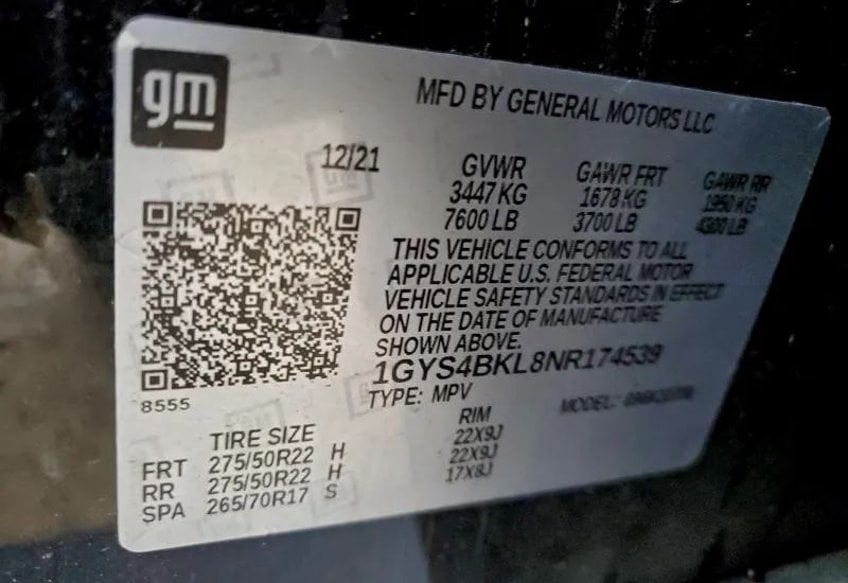 gm
MFD BY GENERAL MOTORS LLC
12/21
GVWR GAWR FRT GAWR RR
3447 KG 1678 KG 1950 KG
7600 LB 3700 LB 4300 LB
THIS VEHICLE CONFORMS TO ALL
APPLICABLE U.S. FEDERAL MOTOR
VEHICLE SAFETY STANDARDS IN EFFECT
ON THE DATE OF MANUFACTURE
SHOWN ABOVE.
1GYS4BKL8NR174539
8555
TYPE: MPV MODEL:
TIRE SIZE RIM
FRT 275/50R22 H 22X9J
RR 275/50R22 H 22X9J
SPA 265/70R17 S 17X8J